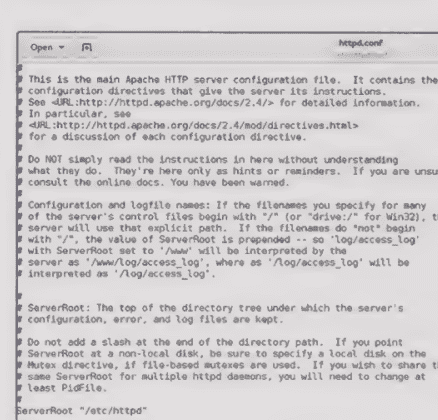 Open
httpd.conf
# This is the main Apache HTTP server configuration file.  It contains the
# configuration directives that give the server its instructions.
# See <URL:http://httpd.apache.org/docs/2.4/> for detailed information.
# In particular, see
# <URL:http://httpd.apache.org/docs/2.4/mod/directives.html>
# for a discussion of each configuration directive.
#
# Do NOT simply read the instructions in here without understanding
# what they do.  They're here only as hints or reminders.  If you are unsu
# consult the online docs. You have been warned.
#
# Configuration and logfile names: If the filenames you specify for many
# of the server's control files begin with "/" (or "drive:/" for Win32), t
# server will use that explicit path.  If the filenames do *not* begin
# with "/", the value of ServerRoot is prepended -- so 'log/access_log'
# with ServerRoot set to '/www' will be interpreted by the
# server as '/www/log/access_log', where as '/log/access_log' will be
# interpreted as '/log/access_log'.
#
# ServerRoot: The top of the directory tree under which the server's
# configuration, error, and log files are kept.
#
# Do not add a slash at the end of the directory path.  If you point
# ServerRoot at a non-local disk, be sure to specify a local disk on the
# Mutex directive, if file-based mutexes are used.  If you wish to share t
# same ServerRoot for multiple httpd daemons, you will need to change at
# least PidFile.
#
ServerRoot "/etc/httpd"